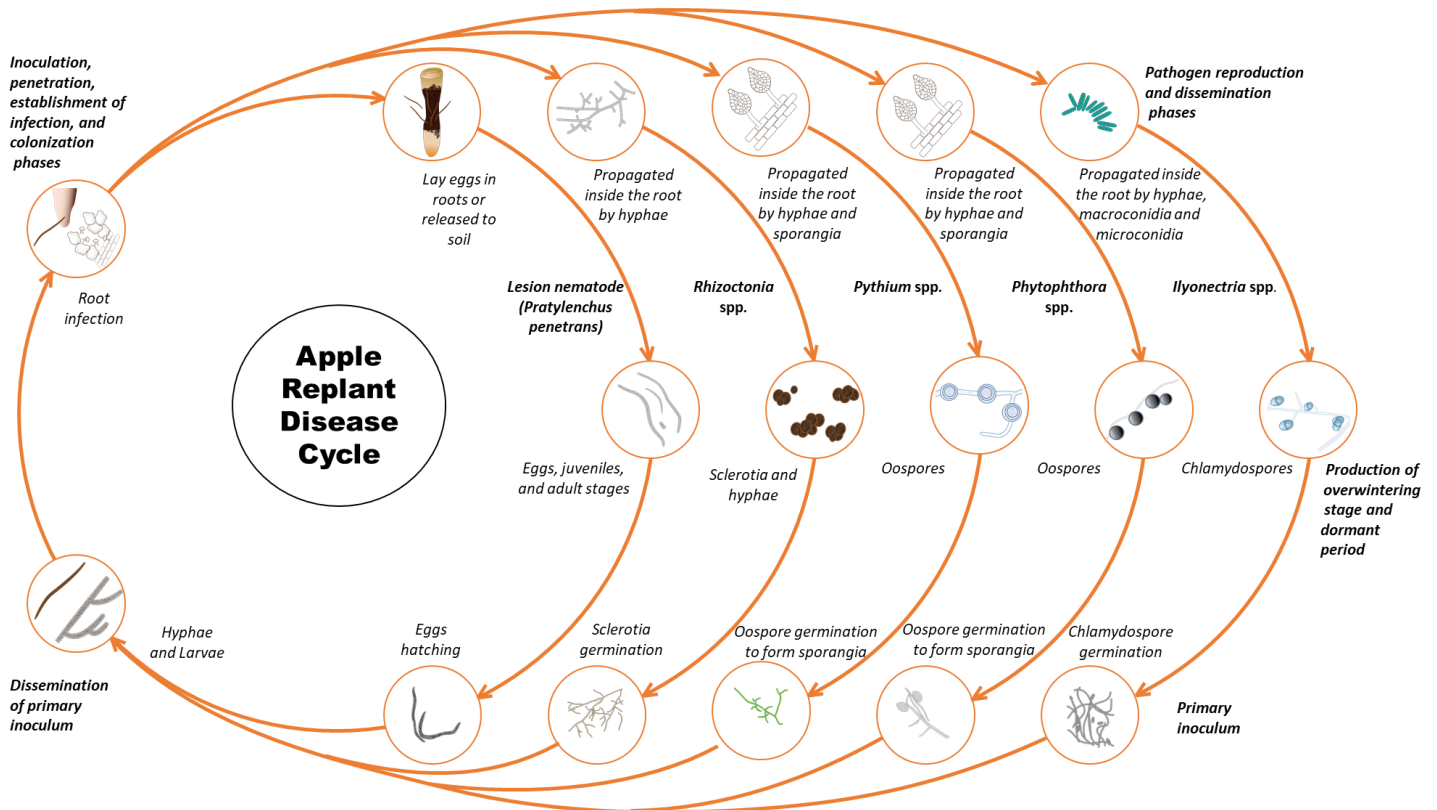 Inoculation,
penetration,
establishment of
infection, and
colonization
phases
Pathogen reproduction
and dissemination
phases
Lay eggs in
roots or
released to
soil
Propagated
inside the root
by hyphae
Propagated
inside the root
by hyphae and
sporangia
Propagated
inside the root
by hyphae and
sporangia
Propagated inside
the root by hyphae,
macroconidia and
microconidia
Root
infection
Lesion nematode
(Pratylenchus
penetrans)
Rhizoctonia
spp.
Pythium spp.
Phytophthora
spp.
Ilyonectria spp.
Apple
Replant
Disease
Cycle
Eggs, juveniles,
and adult stages
Sclerotia and
hyphae
Oospores
Oospores
Chlamydospores
Production of
overwintering
stage and
dormant
period
Hyphae
and Larvae
Eggs
hatching
Sclerotia
germination
Oospore germination
to form sporangia
Oospore germination
to form sporangia
Chlamydospore
germination
Dissemination
of primary
inoculum
Primary
inoculum